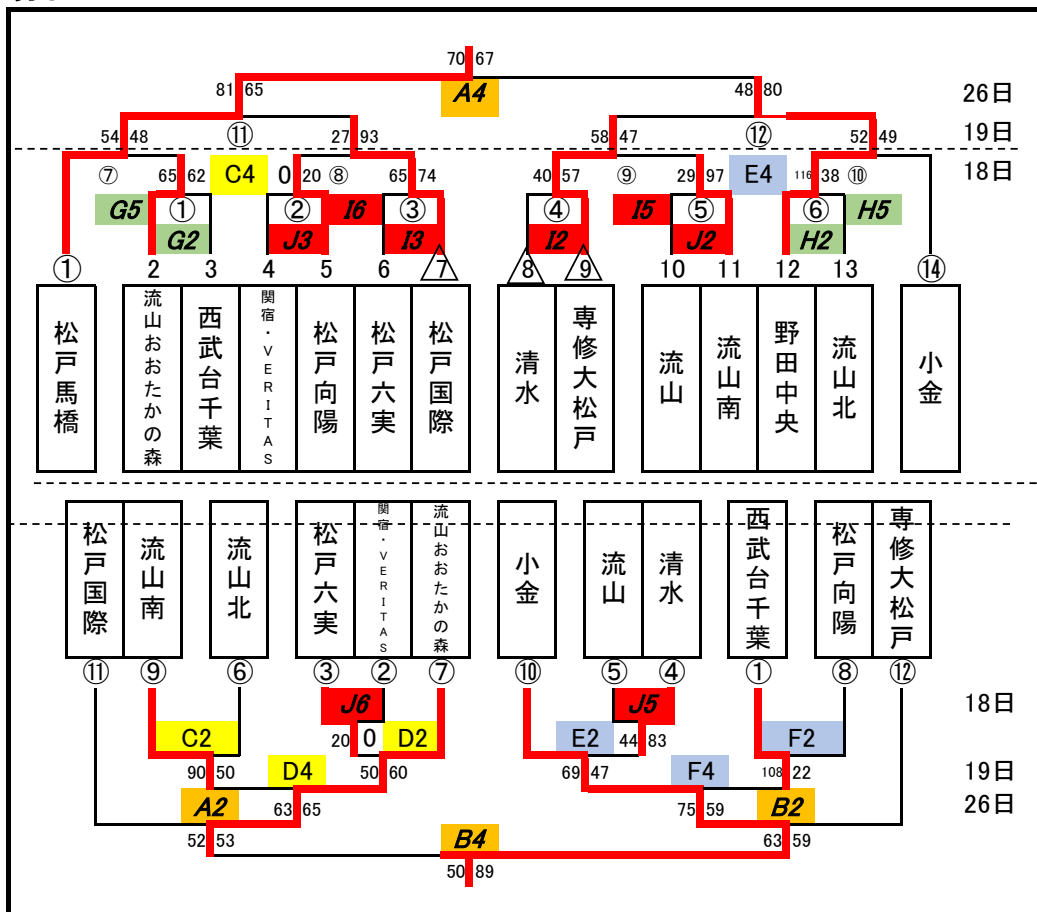 70 67
81 65 A4 48 80 26日
54 48 ⑪ 27 93 58 47 ⑫ 52 49 19日
⑦ 65 62 C4 0 20 ⑧ 65 74 40 57 ⑨ 29 97 E4 116 38 ⑩ 18日
G5 ① ② I6 ③ ④ I5 ⑤ ⑥ H5
G2 J3 I3 I2 J2 H2
① 2 3 4 5 6 7 8 9 10 11 12 13 ⑭
松戸馬橋
流山おおたかの森
西武台千葉
関宿・VERITAS
松戸向陽
松戸六実
松戸国際
清水
専修大松戸
流山
流山南
野田中央
流山北
小金
松戸国際
流山南
流山北
松戸六実
関宿・VERITAS
流山おおたかの森
小金
流山
清水
西武台千葉
松戸向陽
専修大松戸
⑪ ⑨ ⑥ ③ ② ⑦ ⑩ ⑤ ④ ① ⑧ ⑫
J6 J5 18日
C2 20 0 D2 E2 44 83 F2
90 50 D4 50 60 69 47 F4 108 22 19日
A2 63 65 75 59 B2 26日
52 53 B4 63 59
50 89